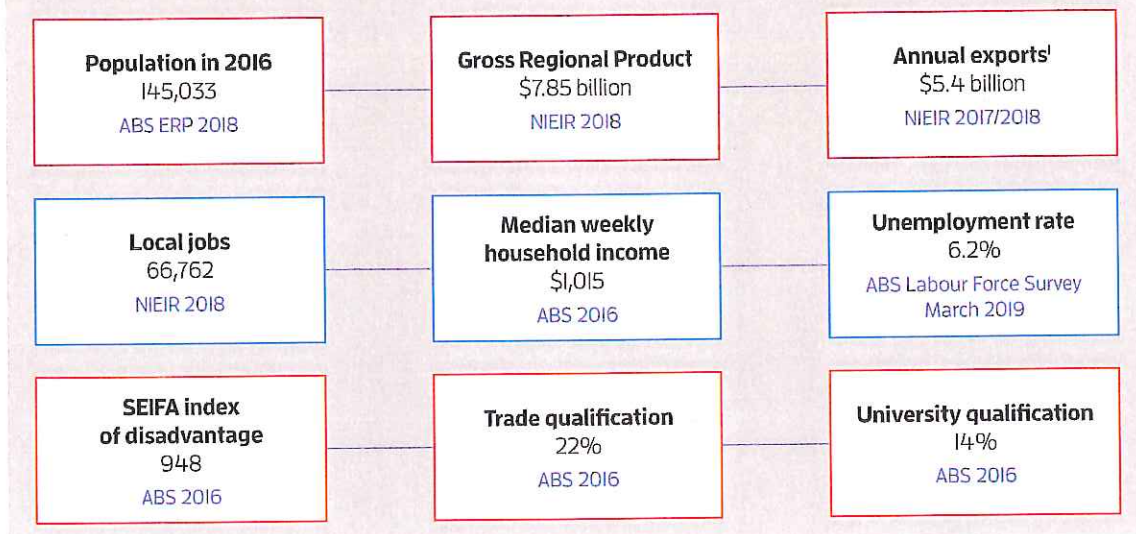 Population in 2016
145,033
ABS ERP 2018
Gross Regional Product
$7.85 billion
NIEIR 2018
Annual exports¹
$5.4 billion
NIEIR 2017/2018
Local jobs
66,762
NIEIR 2018
Median weekly
household income
$1,015
ABS 2016
Unemployment rate
6.2%
ABS Labour Force Survey
March 2019
SEIFA index
of disadvantage
948
ABS 2016
Trade qualification
22%
ABS 2016
University qualification
14%
ABS 2016